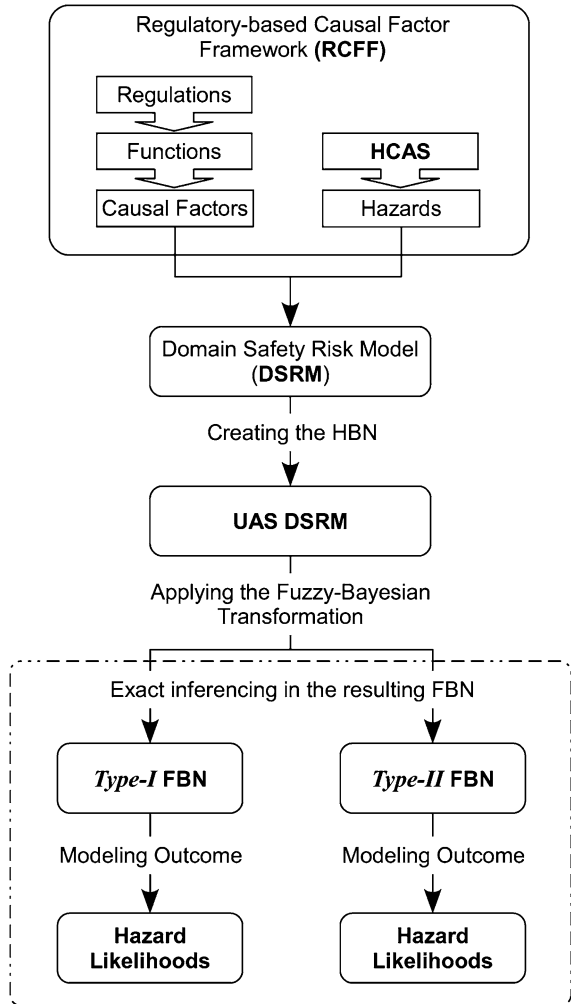 Regulatory-based Causal Factor
Framework (RCFF)
Regulations
Functions
HCAS
Causal Factors
Hazards
Domain Safety Risk Model
(DSRM)
Creating the HBN
UAS DSRM
Applying the Fuzzy-Bayesian
Transformation
Exact inferencing in the resulting FBN
Type-I FBN
Type-II FBN
Modeling Outcome
Modeling Outcome
Hazard
Likelihoods
Hazard
Likelihoods